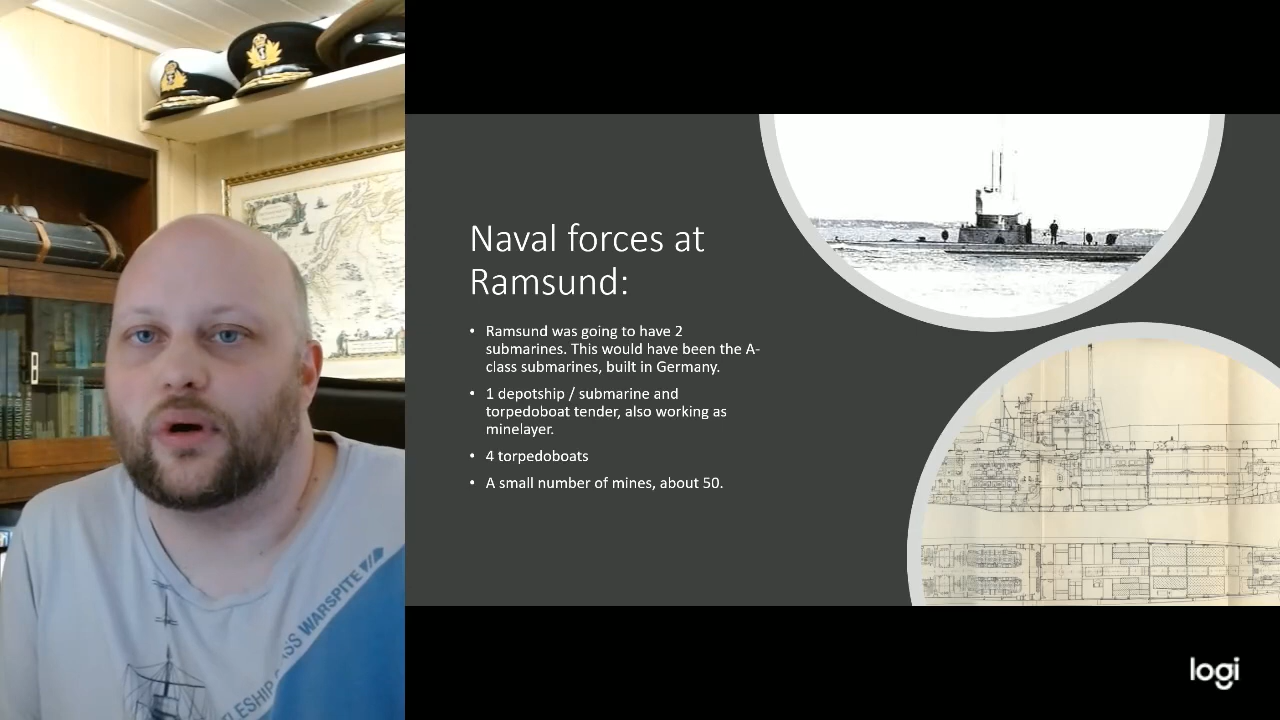 Naval forces at
Ramsund:
• Ramsund was going to have 2
submarines. This would have been the A-
class submarines, built in Germany.
• 1 depotship / submarine and
torpedoboat tender, also working as
minelayer.
• 4 torpedoboats
• A small number of mines, about 50.
WARSPITE
logi